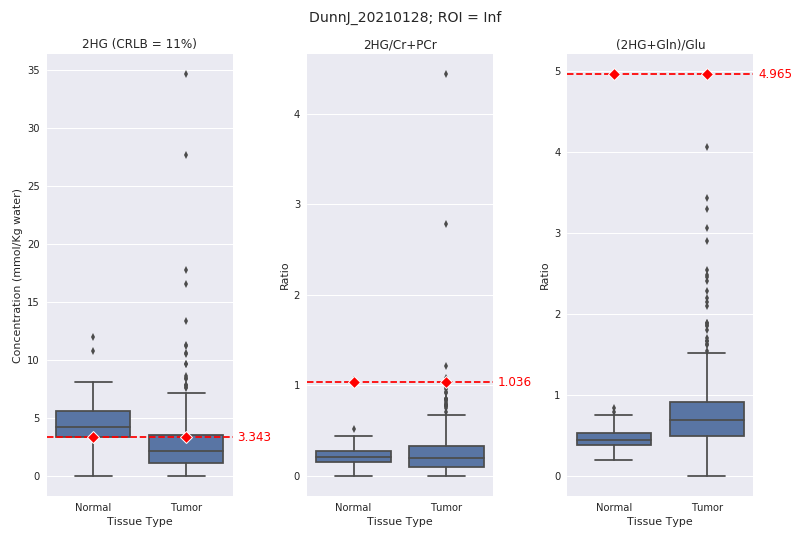 DunnJ_20210128; ROI = Inf
2HG (CRLB = 11%)
Concentration (mmol/Kg water)
35
30
25
20
15
10
5
0
3.343
Normal
Tumor
Tissue Type
2HG/Cr+PCr
Ratio
4
3
2
1
0
1.036
Normal
Tumor
Tissue Type
(2HG+Gln)/Glu
Ratio
5
4
3
2
1
0
4.965
Normal
Tumor
Tissue Type